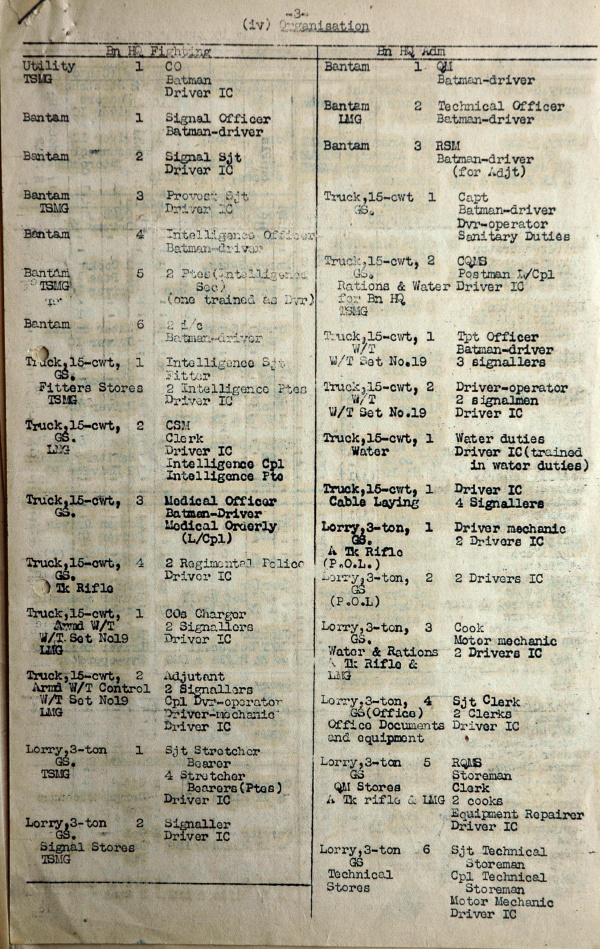 -3-
(iv) Organisation
Bn HQ Fighting
Utility 1 CO
TSMG Batman
Driver IC
Bantam 1 Signal Officer
Batman-driver
Bantam 2 Signal Sjt
Driver IC
Bantam 3 Provost Sjt
TSMG Driver IC
Bantam 4 Intelligence Officer
Batman-driver
Bantam 5 2 Ptes(Intelligence
TSMG Sec)
(one trained as Dvr)
Bantam 6 2 i/c
Batman-driver
Truck,15-cwt, 1 Intelligence Sjt
GS. Fitter
Fitters Stores 2 Intelligence Ptes
TSMG Driver IC
Truck,15-cwt, 2 CSM
GS. Clerk
LMG Driver IC
Intelligence Cpl
Intelligence Pte
Truck,15-cwt, 3 Medical Officer
GS. Batman-Driver
Medical Orderly
(L/Cpl)
Truck,15-cwt, 4 2 Regimental Police
GS. Driver IC
Tk Rifle
Truck,15-cwt, 1 COs Charger
Armd W/T 2 Signallers
W/T. Set No19 Driver IC
LMG
Truck,15-cwt, 2 Adjutant
Armd W/T Control 2 Signallers
W/T Set No19 Cpl Dvr-operator
LMG Driver-mechanic
Driver IC
Lorry,3-ton 1 Sjt Stretcher
GS. Bearer
TSMG 4 Stretcher
Bearers(Ptes)
Driver IC
Lorry,3-ton 2 Signaller
GS. Driver IC
Signal Stores
TSMG
Bn HQ Adm
Bantam 1 QM
Batman-driver
Bantam 2 Technical Officer
LMG Batman-driver
Bantam 3 RSM
Batman-driver
(for Adjt)
Truck,15-cwt 1 Capt
GS. Batman-driver
Dvr-operator
Sanitary Duties
Truck,15-cwt, 2 CQMS
GS. Postman L/Cpl
Rations & Water Driver IC
for Bn HQ
TSMG
Truck,15-cwt, 1 Tpt Officer
W/T Batman-driver
W/T Set No.19 3 signallers
Truck,15-cwt, 2 Driver-operator
W/T 2 signalmen
W/T Set No.19 Driver IC
Truck,15-cwt, 1 Water duties
Water Driver IC(trained
in water duties)
Truck,15-cwt, 1 Driver IC
Cable Laying 4 Signallers
Lorry,3-ton, 1 Driver mechanic
GS. 2 Drivers IC
A Tk Rifle
(P.O.L.)
Lorry,3-ton, 2 2 Drivers IC
GS
(P.O.L)
Lorry,3-ton, 3 Cook
GS. Motor mechanic
Water & Rations 2 Drivers IC
A Tk Rifle &
LMG
Lorry,3-ton, 4 Sjt Clerk
GS(Office) 2 Clerks
Office Documents Driver IC
and equipment
Lorry,3-ton 5 RQMS
GS Storeman
QM Stores Clerk
A Tk rifle & LMG 2 cooks
Equipment Repairer
Driver IC
Lorry,3-ton 6 Sjt Technical
GS Storeman
Technical Cpl Technical
Stores Storeman
Motor Mechanic
Driver IC